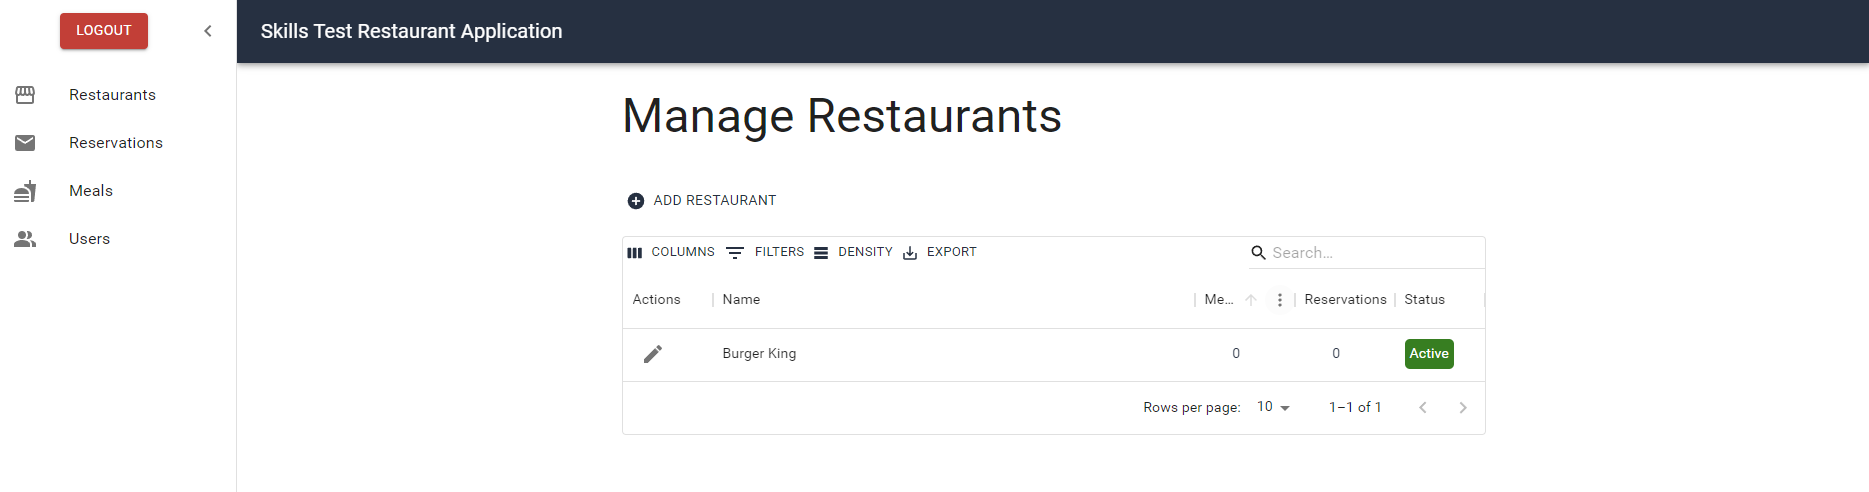 LOGOUT
Skills Test Restaurant Application
Restaurants
Reservations
Meals
Users
Manage Restaurants
ADD RESTAURANT
COLUMNS FILTERS DENSITY EXPORT Search...
Actions Name Me... Reservations Status
Burger King 0 0 Active
Rows per page: 10 1–1 of 1